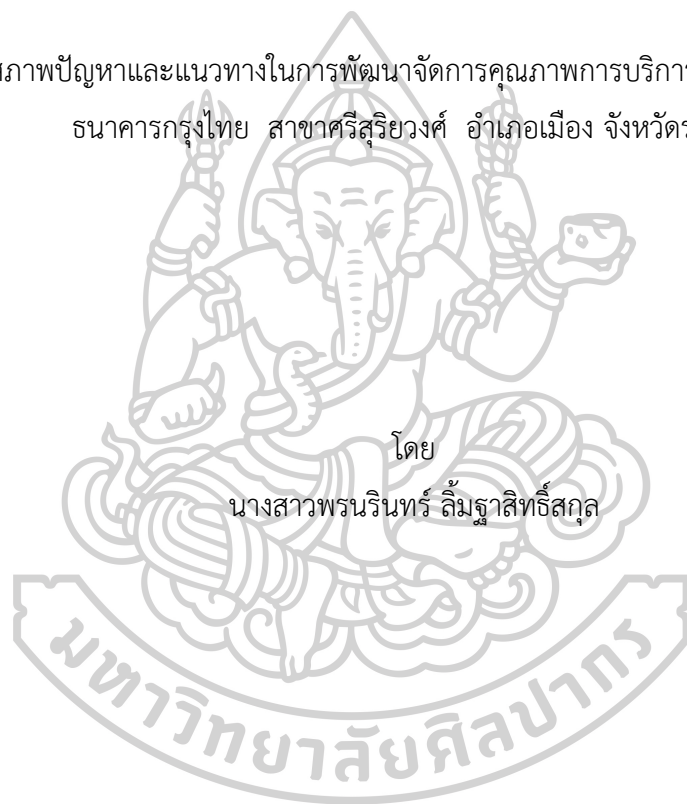 สภาพปัญหาและแนวทางในการพัฒนาจัดการคุณภาพการบริการ
ธนาคารกรุงไทย สาขาศรีสุริยวงศ์ อำเภอเมือง จังหวัด
โดย
นางสาวพรนรินทร์ ลิ้มฐาสิทธิ์สกุล
มหาวิทยาลัยศิลปากร